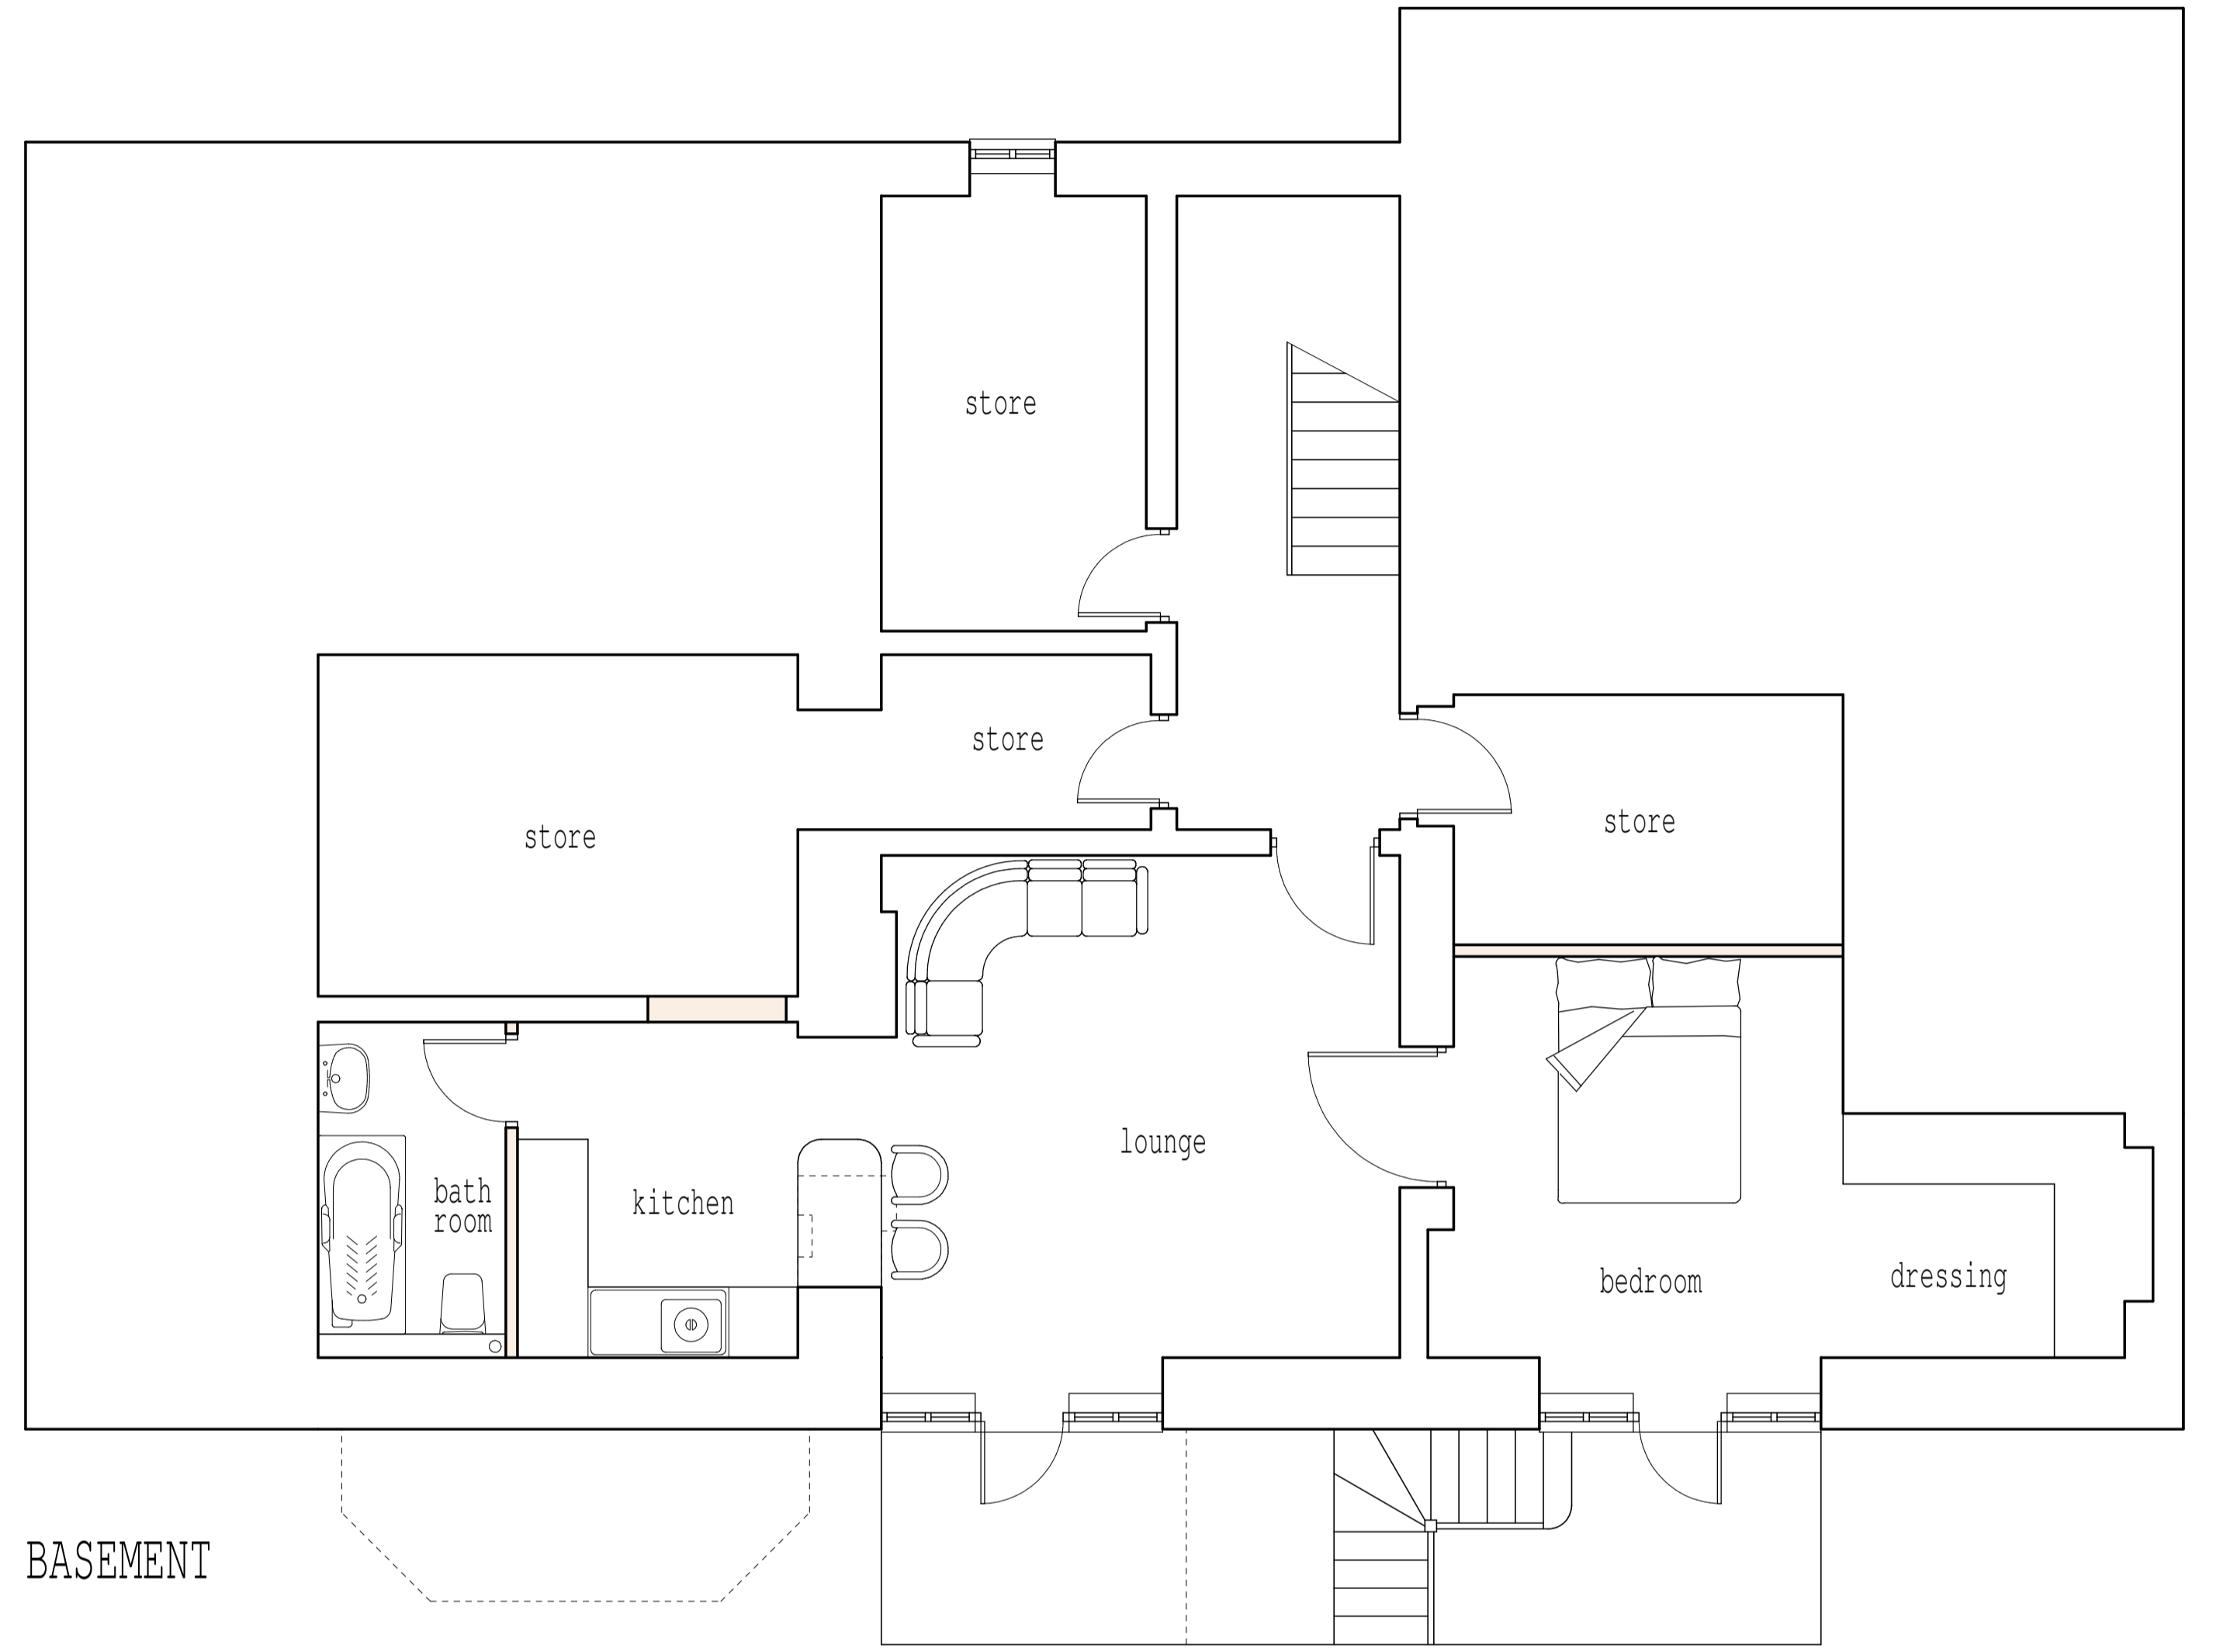 store
store
store
store
lounge
bath
room
kitchen
bedroom
dressing
BASEMENT